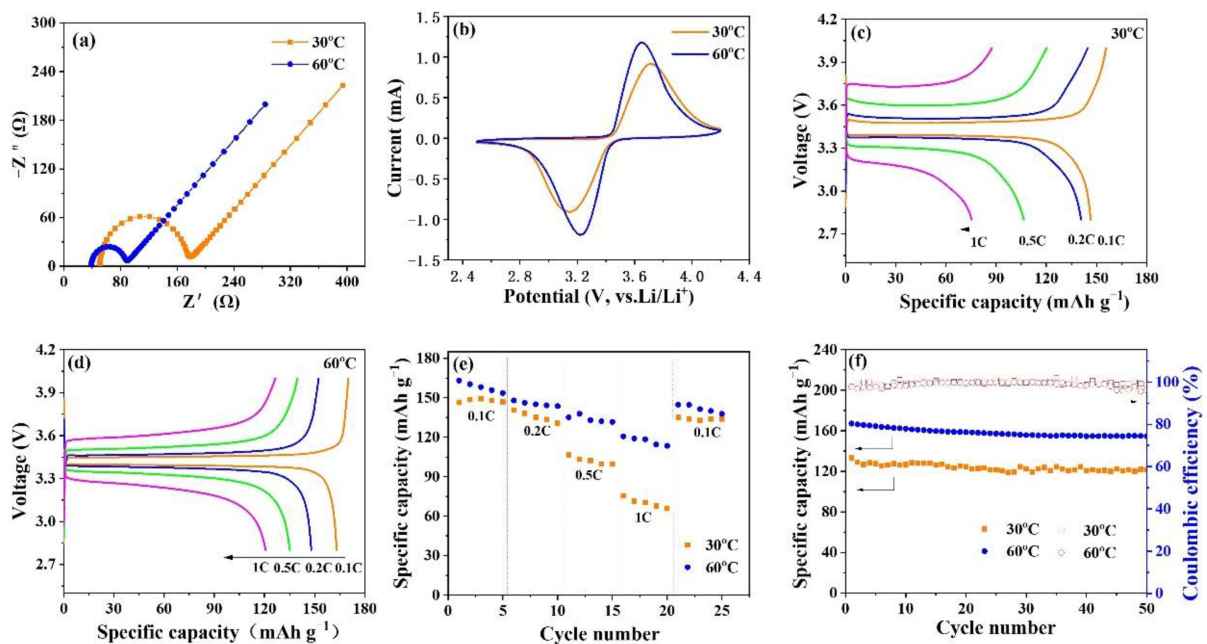 (a)
30°C
60°C
−Z" (Ω)
300
240
180
120
60
0
0 80 160 240 320 400
Z' (Ω)
(b)
30°C
60°C
Current (mA)
1.5
1.0
0.5
0.0
−0.5
−1.0
−1.5
2.4 3.0 3.6 4.2 4.8
Potential (V, vs.Li/Li⁺)
(c)
30°C
Voltage (V)
4.2
3.9
3.6
3.3
3.0
2.7
1C 0.5C 0.2C 0.1C
0 30 60 90 120 150 180
Specific capacity (mAh g⁻¹)
(d)
60°C
Voltage (V)
4.2
3.9
3.6
3.3
3.0
2.7
1C 0.5C 0.2C 0.1C
0 30 60 90 120 150 180
Specific capacity（mAh g⁻¹)
(e)
Specific capacity (mAh g⁻¹)
180
150
120
90
60
30
0
0.1C
0.2C
0.5C
1C
0.1C
30°C
60°C
0 5 10 15 20 25
Cycle number
(f)
Specific capacity (mAh g⁻¹)
240
200
160
120
80
40
0
30°C 30°C
60°C 60°C
100
80
60
40
20
0
Coulombic efficiency (%)
0 10 20 30 40 50
Cycle number